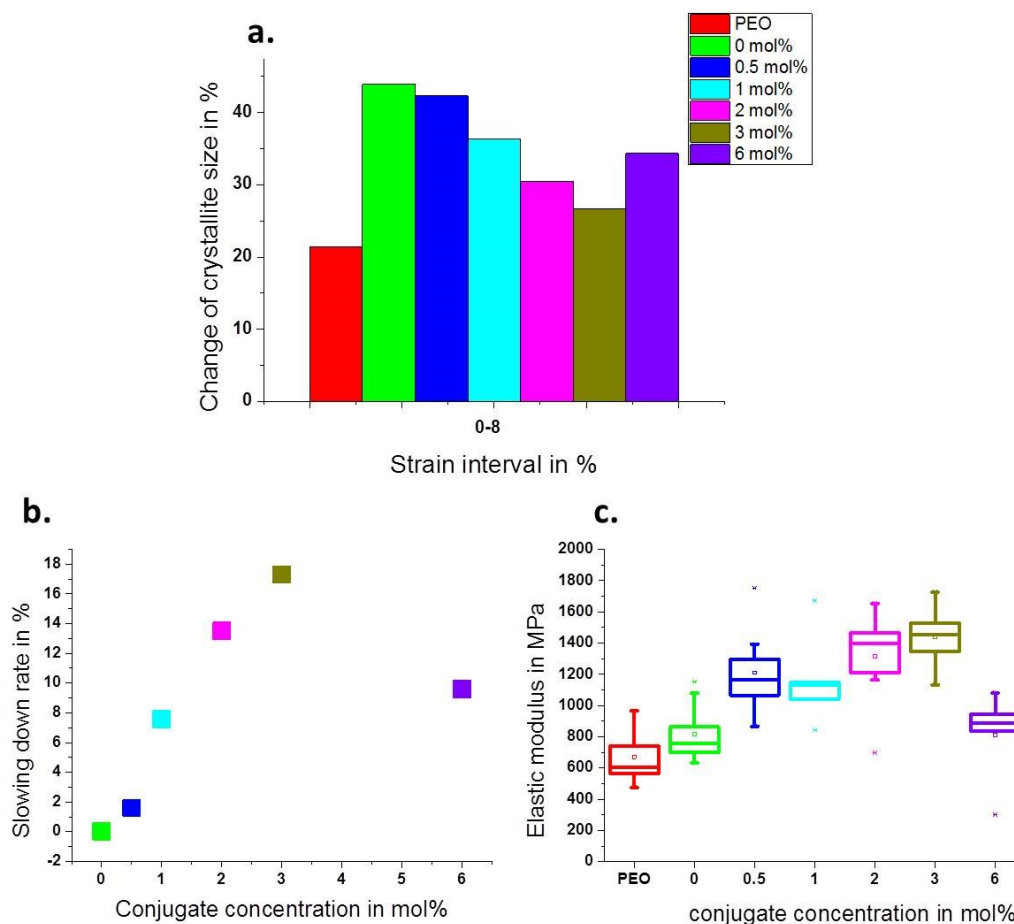 a.
PEO
0 mol%
0.5 mol%
1 mol%
2 mol%
3 mol%
6 mol%
Change of crystallite size in %
40
30
20
10
0
0-8
Strain interval in %
b.
Slowing down rate in %
18
16
14
12
10
8
6
4
2
0
-2
0 1 2 3 4 5 6
Conjugate concentration in mol%
c.
Elastic modulus in MPa
2000
1800
1600
1400
1200
1000
800
600
400
200
0
PEO 0 0.5 1 2 3 6
conjugate concentration in mol%